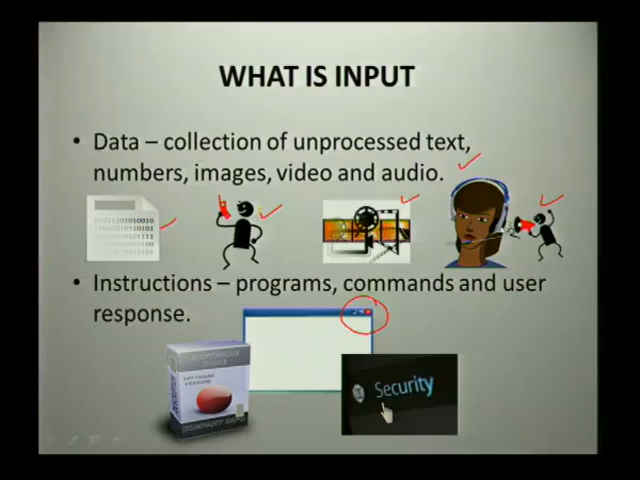 WHAT IS INPUT
• Data – collection of unprocessed text,
numbers, images, video and audio.
• Instructions – programs, commands and user
response.
SOFTWARE
VERSION
Security